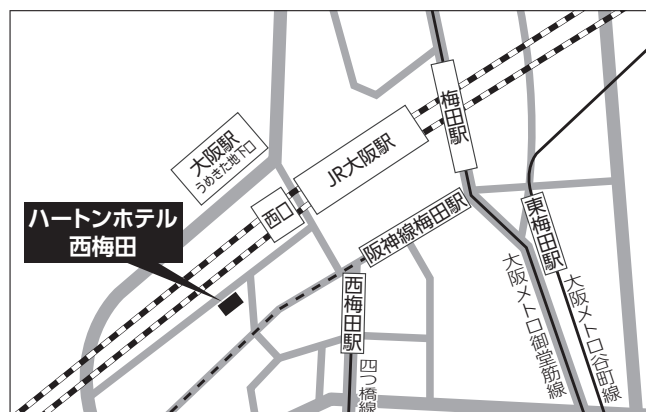 大阪駅
うめきた地下口
JR大阪駅
梅田駅
西口
ハートンホテル
西梅田
阪神線梅田駅
東梅田駅
西梅田駅
四つ橋線
大阪メトロ御堂筋線
大阪メトロ谷町線